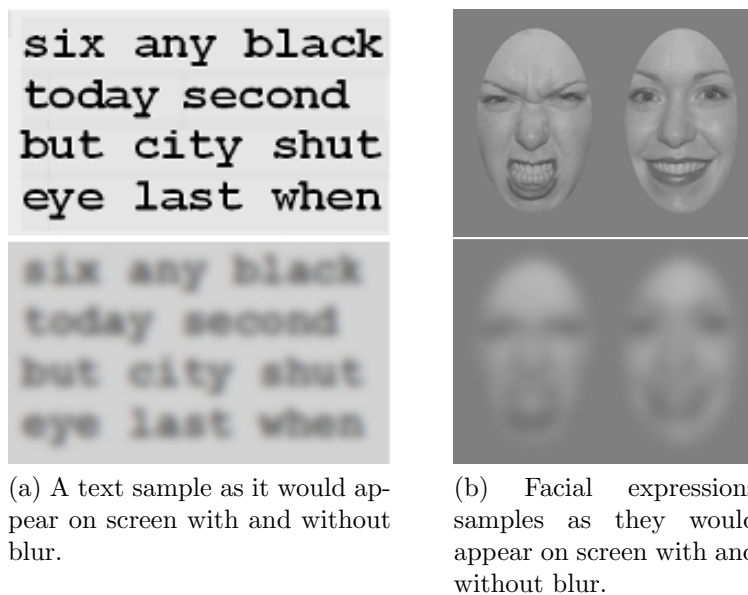 six any black
today second
but city shut
eye last when
six any black
today second
but city shut
eye last when
(a) A text sample as it would ap-
pear on screen with and without
blur.
(b) Facial expression
samples as they would
appear on screen with and
without blur.